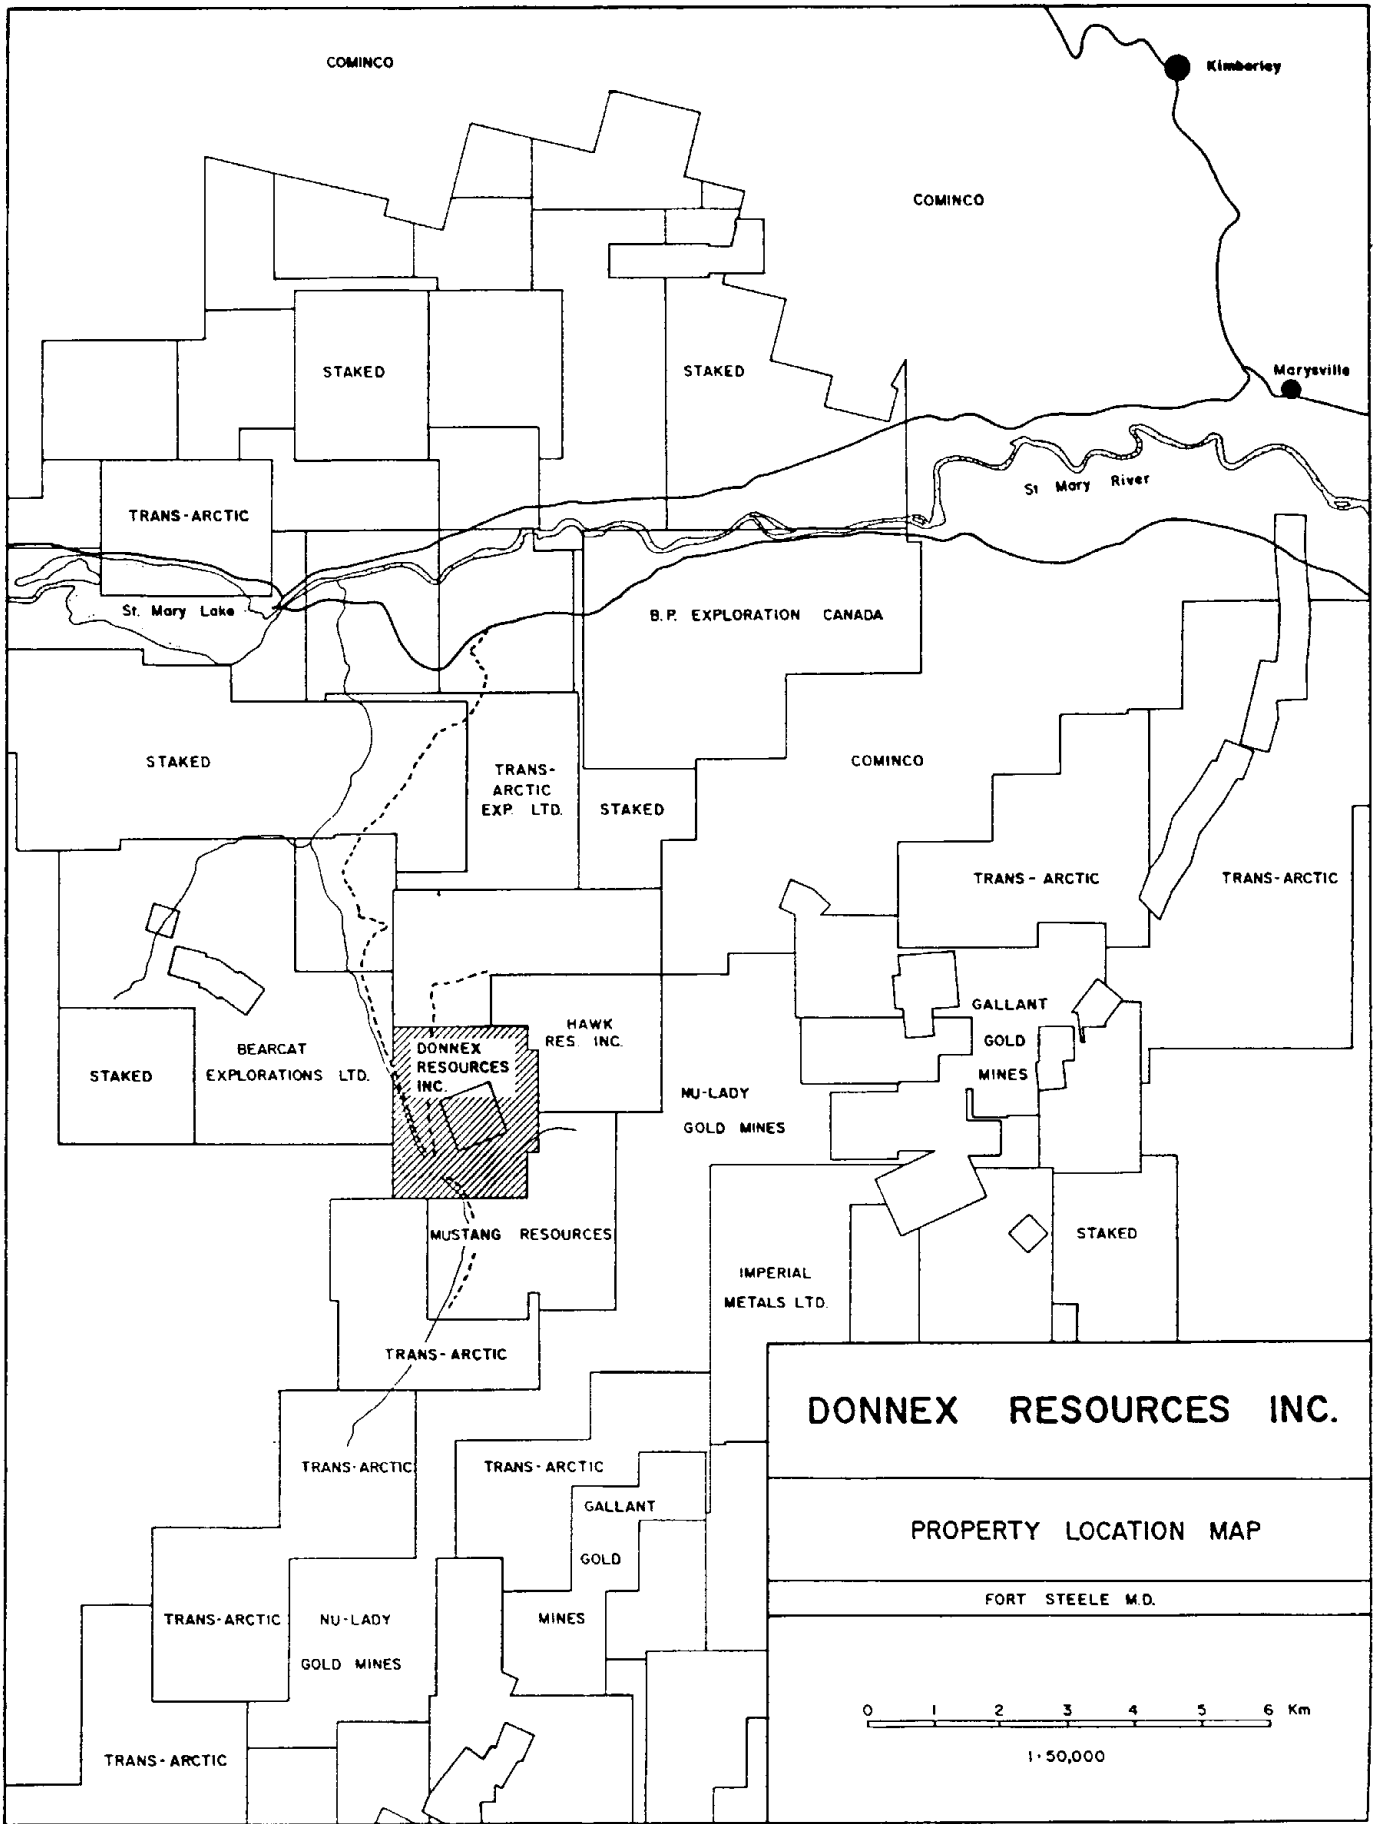 COMINCO
Kimberley
COMINCO
STAKED
STAKED
Marysville
St Mary River
TRANS-ARCTIC
St. Mary Lake
B.P. EXPLORATION CANADA
STAKED
TRANS-
ARCTIC
EXP. LTD.
STAKED
COMINCO
TRANS-ARCTIC
TRANS-ARCTIC
GALLANT
GOLD
MINES
HAWK
RES. INC.
DONNEX
RESOURCES
INC.
BEARCAT
EXPLORATIONS LTD.
STAKED
NU-LADY
GOLD MINES
MUSTANG RESOURCES
STAKED
IMPERIAL
METALS LTD.
TRANS-ARCTIC
TRANS-ARCTIC
TRANS-ARCTIC
GALLANT
GOLD
MINES
TRANS-ARCTIC
NU-LADY
GOLD MINES
TRANS-ARCTIC
DONNEX RESOURCES INC.
PROPERTY LOCATION MAP
FORT STEELE M.D.
0 1 2 3 4 5 6 Km
1:50,000